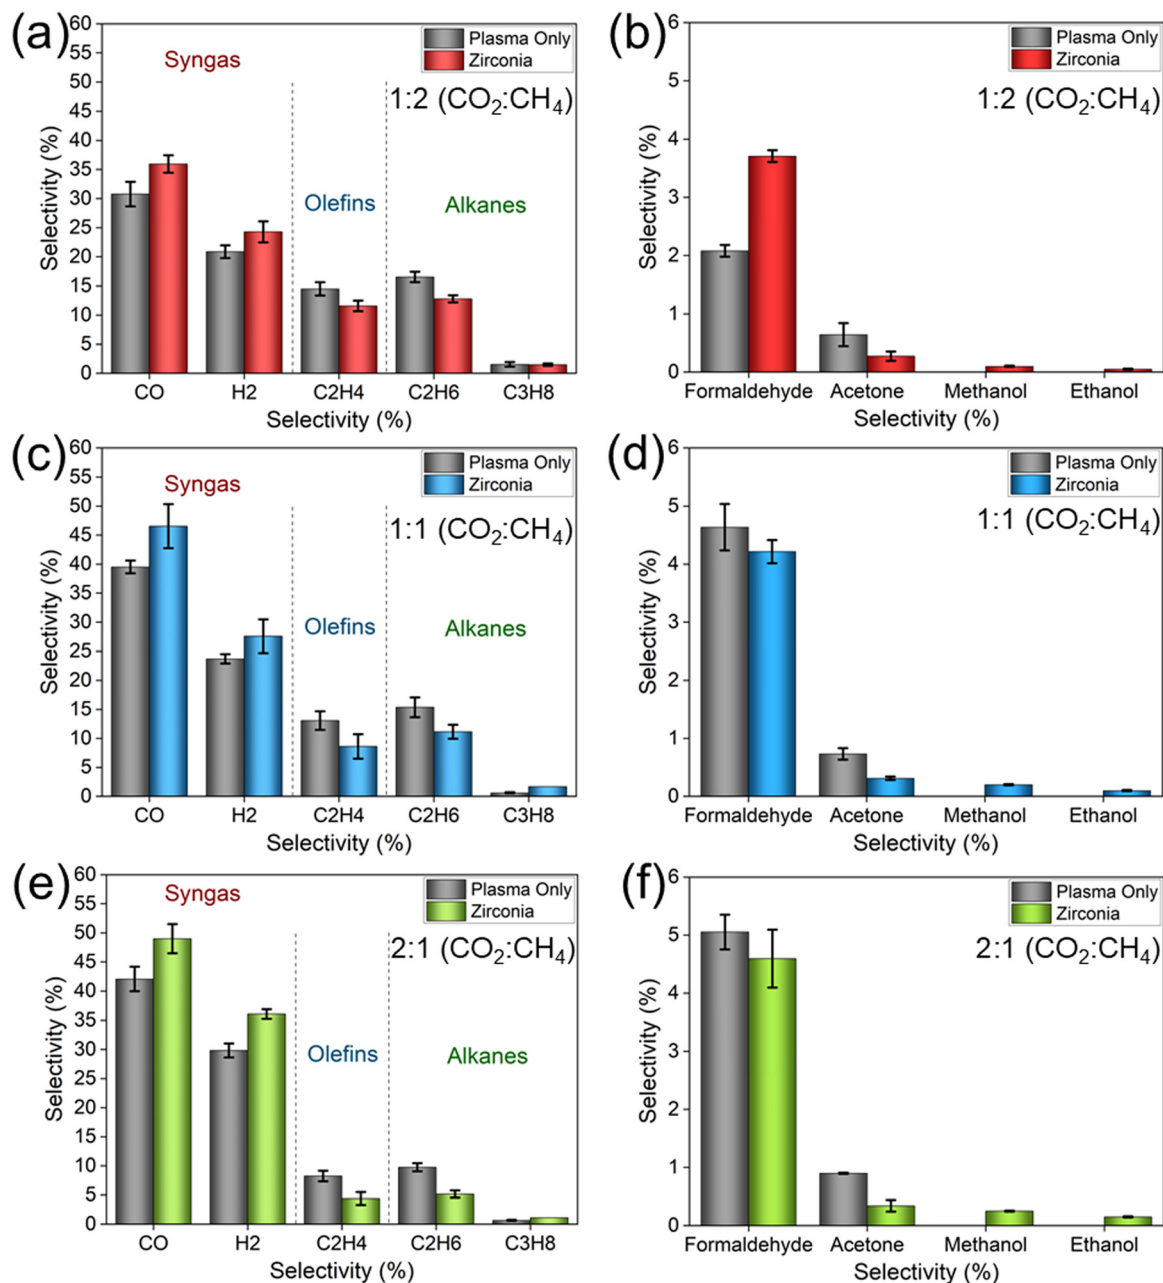 (a)
60
55
50
45
40
35
30
25
20
15
10
5
0
Selectivity (%)
Syngas
Olefins
Alkanes
Plasma Only
Zirconia
1:2 (CO₂:CH₄)
CO H2 C2H4 C2H6 C3H8
Selectivity (%)
(b)
6
5
4
3
2
1
0
Selectivity (%)
Plasma Only
Zirconia
1:2 (CO₂:CH₄)
Formaldehyde Acetone Methanol Ethanol
Selectivity (%)
(c)
60
55
50
45
40
35
30
25
20
15
10
5
0
Selectivity (%)
Syngas
Olefins
Alkanes
Plasma Only
Zirconia
1:1 (CO₂:CH₄)
CO H2 C2H4 C2H6 C3H8
Selectivity (%)
(d)
6
5
4
3
2
1
0
Selectivity (%)
Plasma Only
Zirconia
1:1 (CO₂:CH₄)
Formaldehyde Acetone Methanol Ethanol
Selectivity (%)
(e)
60
55
50
45
40
35
30
25
20
15
10
5
0
Selectivity (%)
Syngas
Olefins
Alkanes
Plasma Only
Zirconia
2:1 (CO₂:CH₄)
CO H2 C2H4 C2H6 C3H8
Selectivity (%)
(f)
6
5
4
3
2
1
0
Selectivity (%)
Plasma Only
Zirconia
2:1 (CO₂:CH₄)
Formaldehyde Acetone Methanol Ethanol
Selectivity (%)